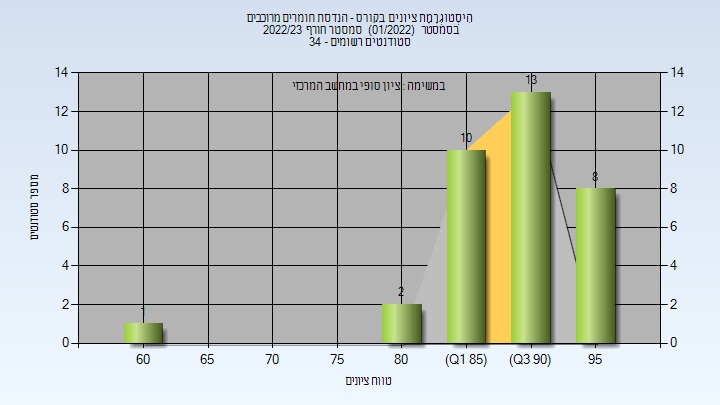 היסטוגרמת ציונים בקורס - הנדסת חומרים מרוכבים
בסמסטר (01/2022) סמסטר חורף 2022/23
סטודנטים רשומים - 34
במשימה :ציון סופי במחשב המרכזי
14 14
13
12 12
10
10 10
8
8 8
6 6
4 4
2
2 2
1
0 0
60 65 70 75 80 (Q1 85) (Q3 90) 95
מספר סטודנטים
טווח ציונים